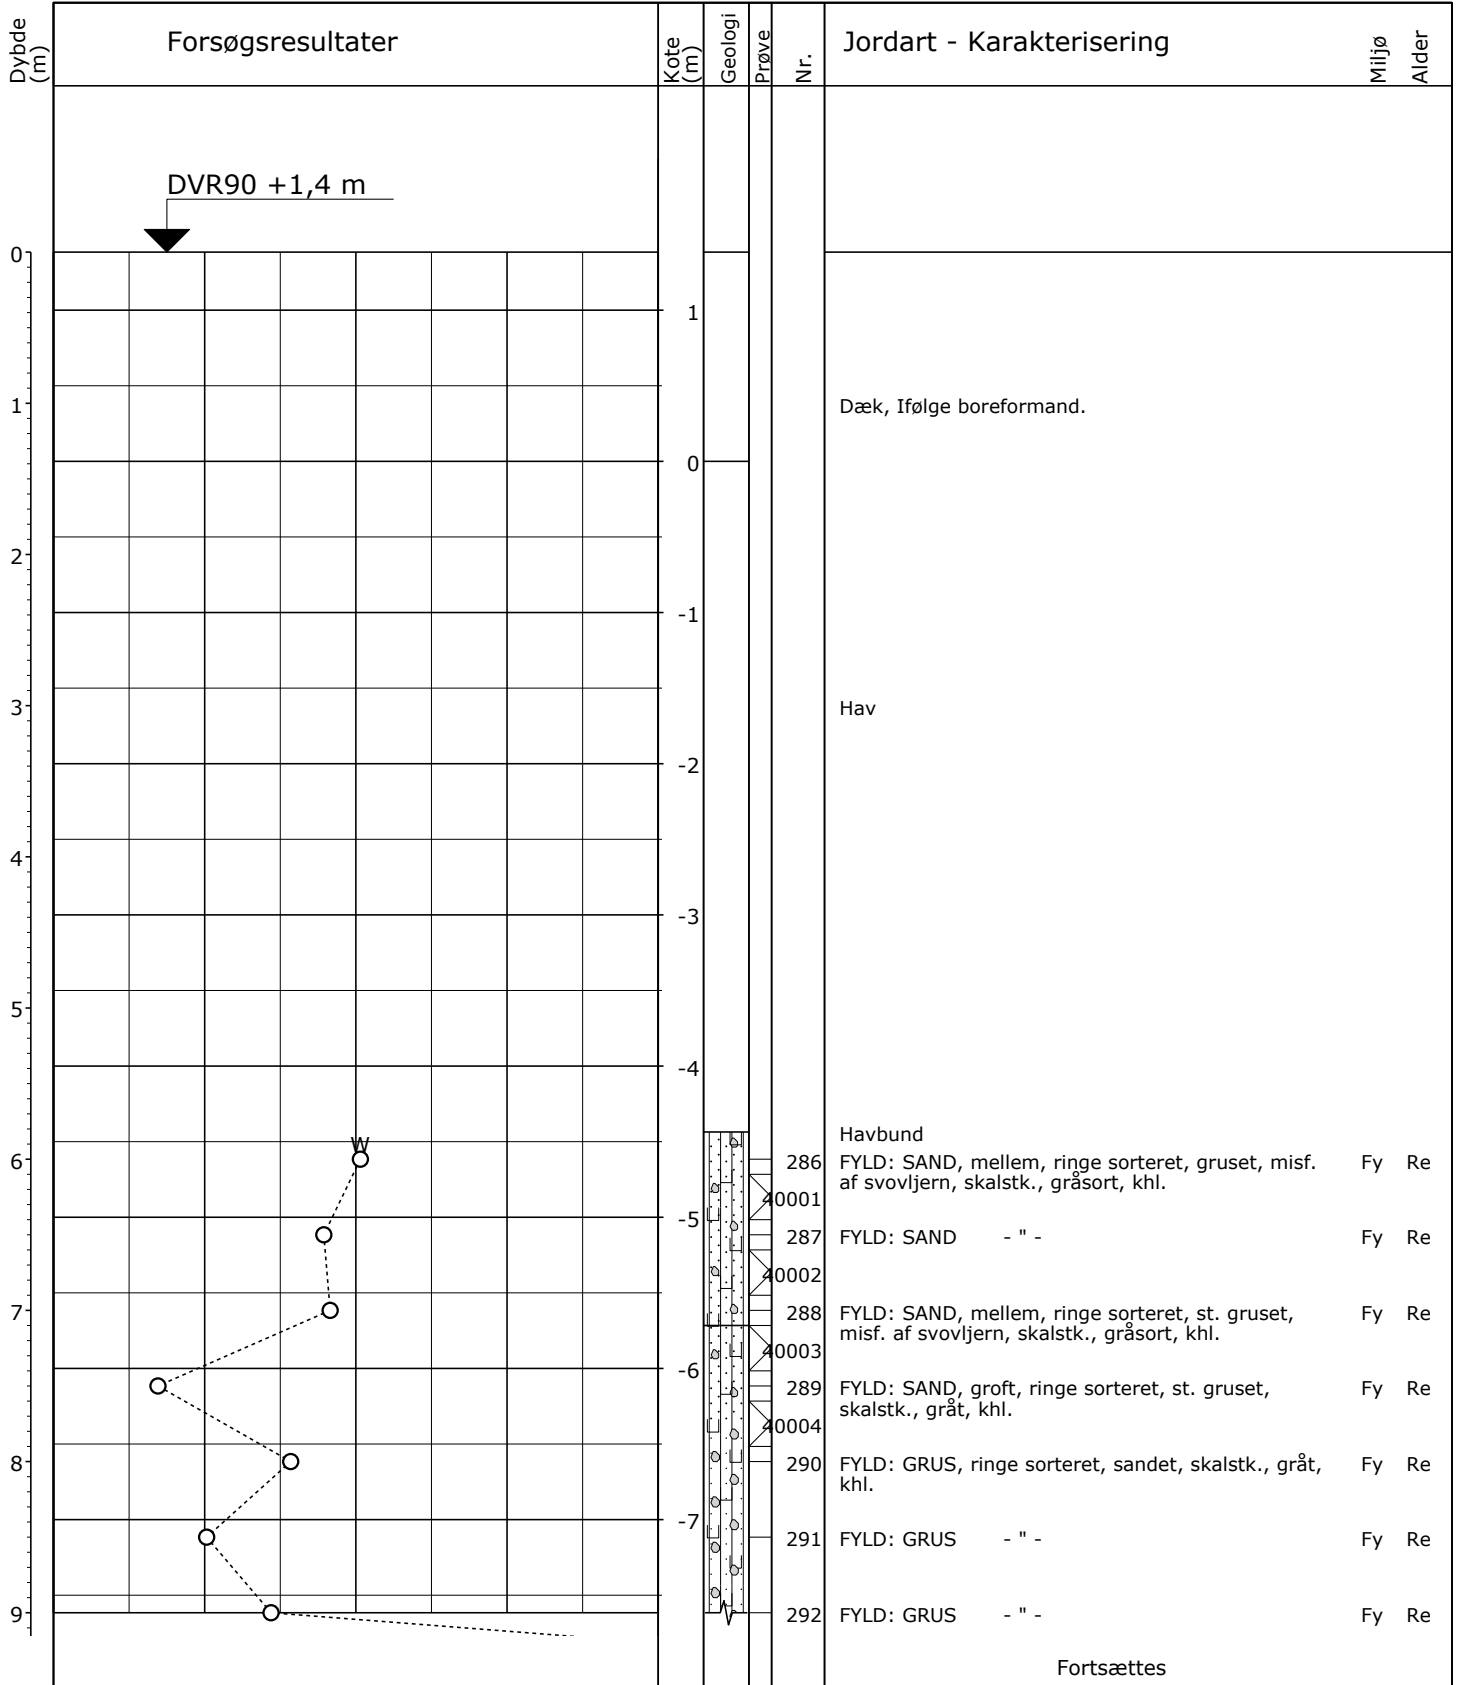 Dybde (m)
Forsøgsresultater
Kote (m)
Geologi
Prøve
Nr.
Jordart - Karakterisering
Miljø
Alder
DVR90 +1,4 m
0
1
1
Dæk, Ifølge boreformand.
0
2
-1
3
Hav
-2
4
-3
5
-4
Havbund
W
6
286 FYLD: SAND, mellem, ringe sorteret, gruset, misf. Fy Re
af svovljern, skalstk., gråsort, khl.
40001
-5
287 FYLD: SAND - " - Fy Re
40002
7
288 FYLD: SAND, mellem, ringe sorteret, st. gruset, Fy Re
misf. af svovljern, skalstk., gråsort, khl.
40003
-6
289 FYLD: SAND, groft, ringe sorteret, st. gruset, Fy Re
skalstk., gråt, khl.
40004
8
290 FYLD: GRUS, ringe sorteret, sandet, skalstk., gråt, Fy Re
khl.
-7
291 FYLD: GRUS - " - Fy Re
9
292 FYLD: GRUS - " - Fy Re
Fortsættes